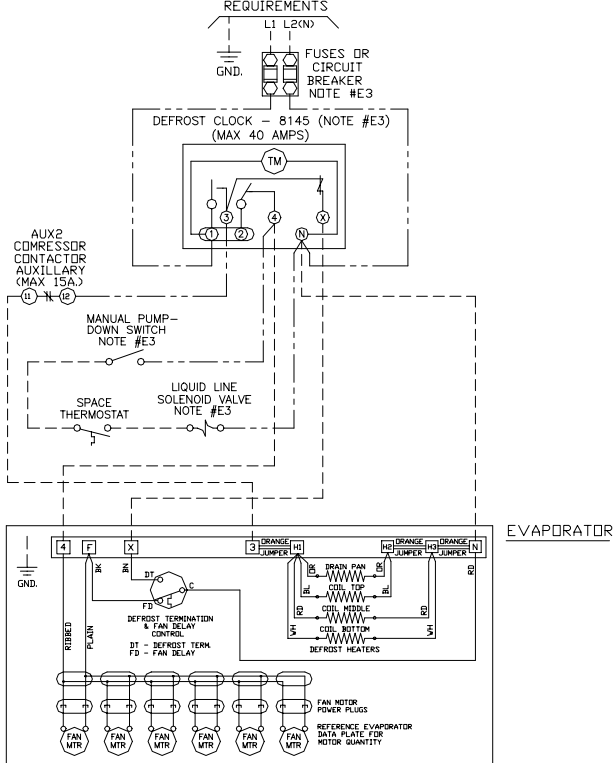 REQUIREMENTS
L1 L2(N)
GND.
FUSES OR
CIRCUIT
BREAKER
NOTE #E3
DEFROST CLOCK - 8145 (NOTE #E3)
(MAX 40 AMPS)
TM
3
4
X
1
2
N
AUX2
COMRESSOR
CONTACTOR
AUXILLARY
(MAX 15A.)
11
12
MANUAL PUMP-
DOWN SWITCH
NOTE #E3
LIQUID LINE
SOLENOID VALVE
NOTE #E3
SPACE
THERMOSTAT
EVAPORATOR
4
F
X
3
ORANGE
JUMPER
H1
H2
ORANGE
JUMPER
H3
ORANGE
JUMPER
N
GND.
BK
BN
DT
C
FD
RIBBED
PLAIN
DEFROST TERMINATION
& FAN DELAY
CONTROL
DT - DEFROST TERM.
FD - FAN DELAY
OR
DRAIN PAN
OR
BL
COIL TOP
BL
RD
COIL MIDDLE
RD
WH
COIL BOTTOM
WH
DEFROST HEATERS
RD
FAN MOTOR
POWER PLUGS
REFERENCE EVAPORATOR
DATA PLATE FOR
MOTOR QUANTITY
FAN
MTR
FAN
MTR
FAN
MTR
FAN
MTR
FAN
MTR
FAN
MTR